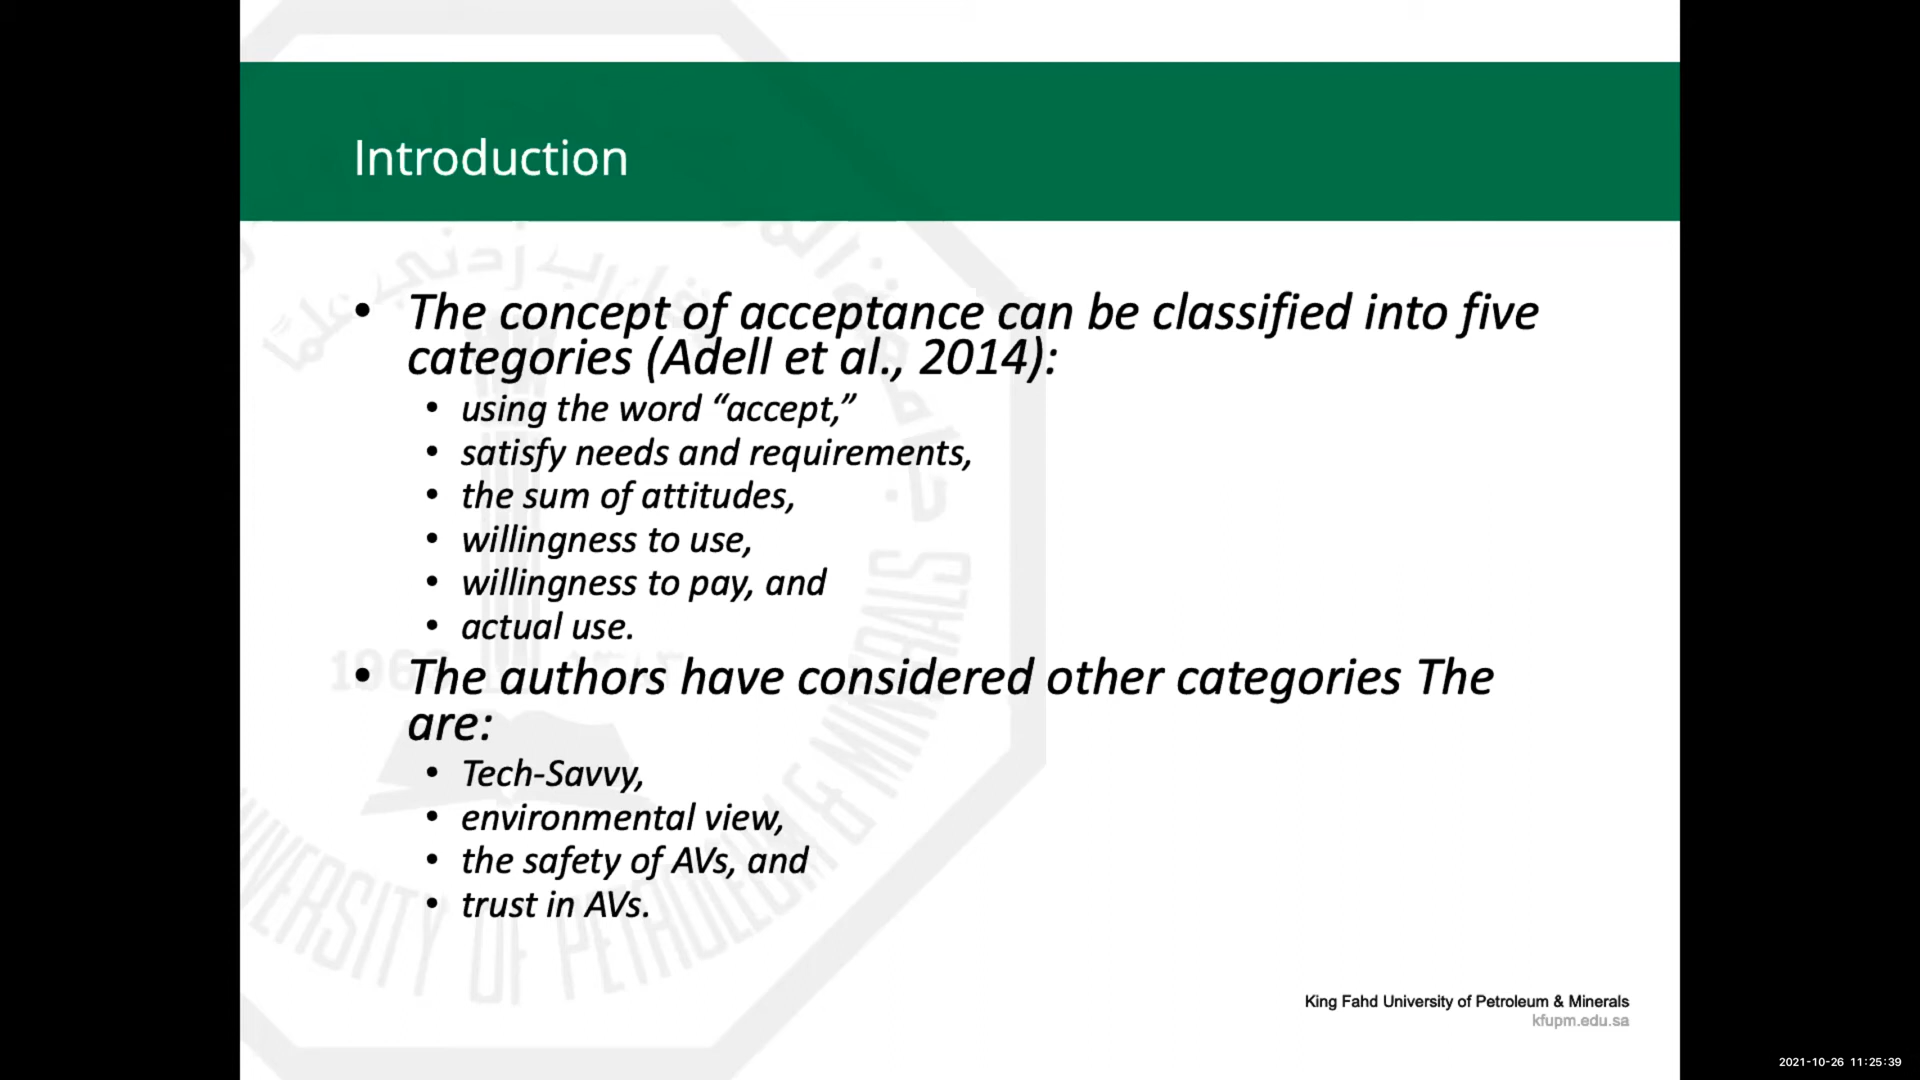 Introduction
• The concept of acceptance can be classified into five
categories (Adell et al., 2014):
• using the word “accept,”
• satisfy needs and requirements,
• the sum of attitudes,
• willingness to use,
• willingness to pay, and
• actual use.
• The authors have considered other categories The
are:
• Tech-Savvy,
• environmental view,
• the safety of AVs, and
• trust in AVs.
King Fahd University of Petroleum & Minerals
kfupm.edu.sa
2021-10-26 11:25:39